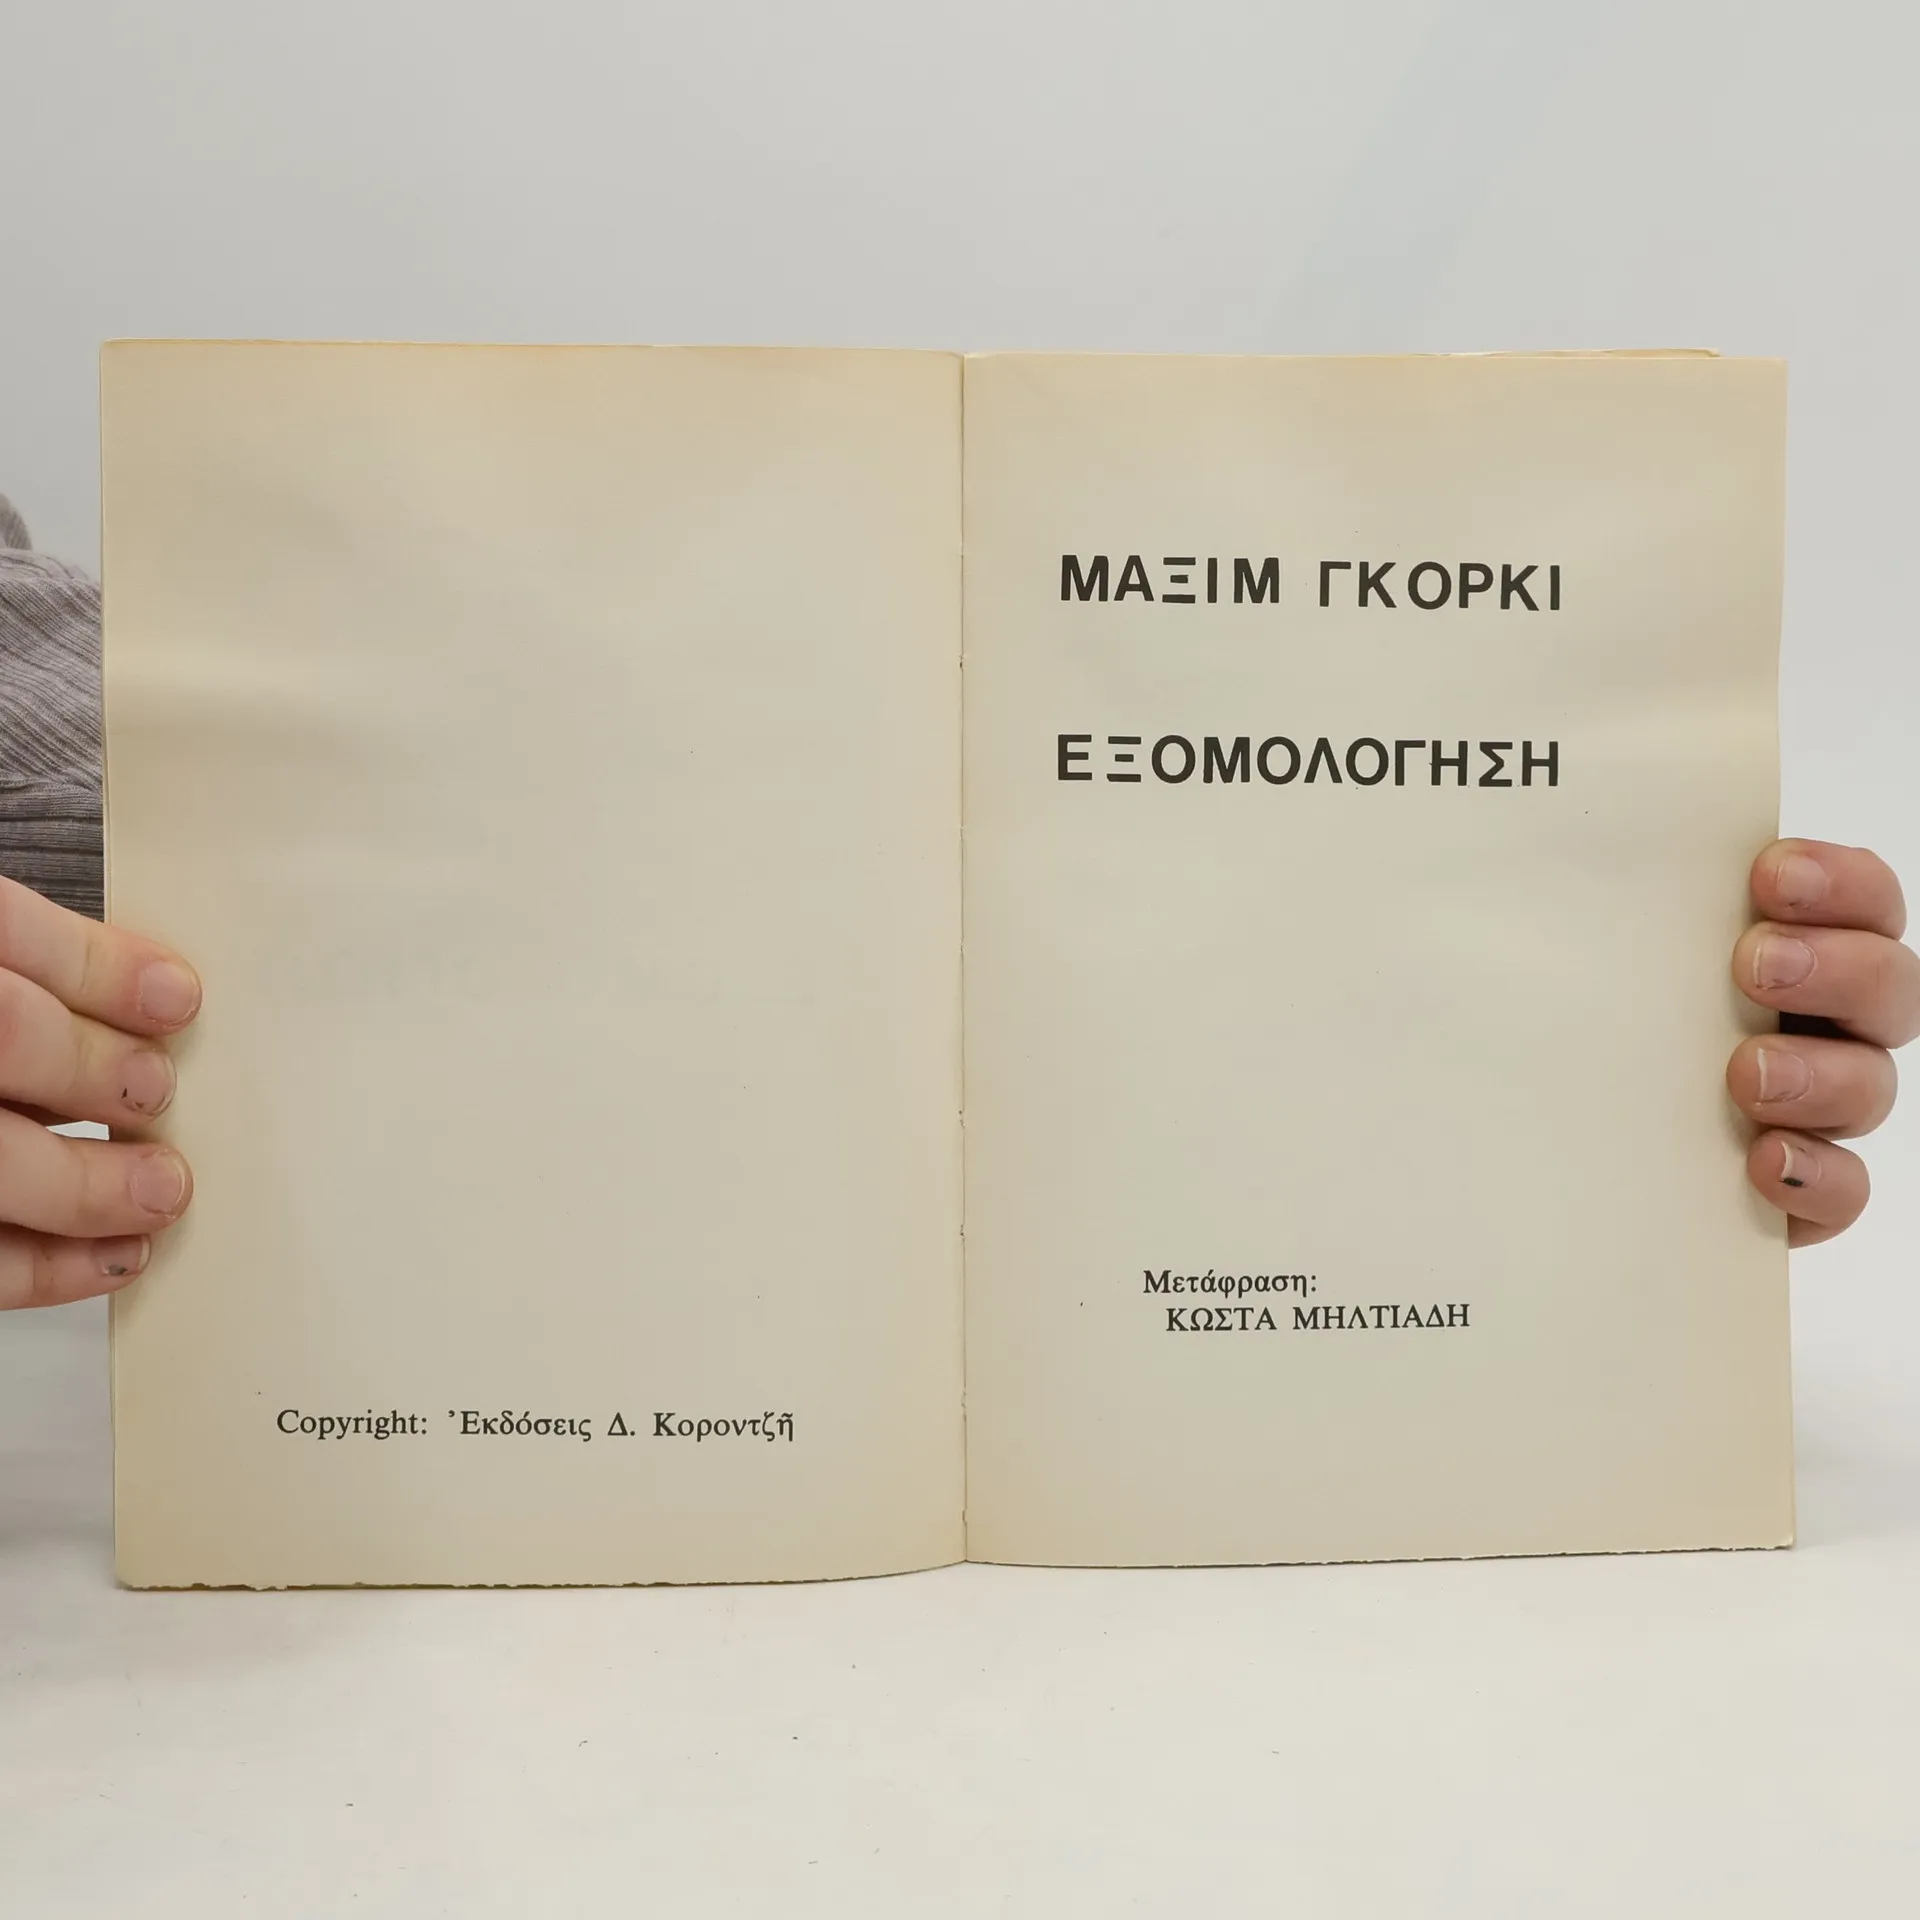 Copyright: Ἐκδόσεις Δ. Κοροντζῆ
ΜΑΞΙΜ ΓΚΟΡΚΙ
ΕΞΟΜΟΛΟΓΗΣΗ
Μετάφραση:
ΚΩΣΤΑ ΜΗΛΤΙΑΔΗ